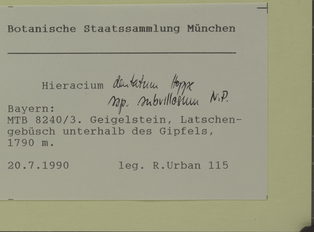 Botanische Staatssammlung München
Hieracium dentatum Hoppe
ssp. subvillosum N.P.
Bayern:
MTB 8240/3. Geigelstein, Latschen-
gebüsch unterhalb des Gipfels,
1790 m.
20.7.1990 leg. R.Urban 115